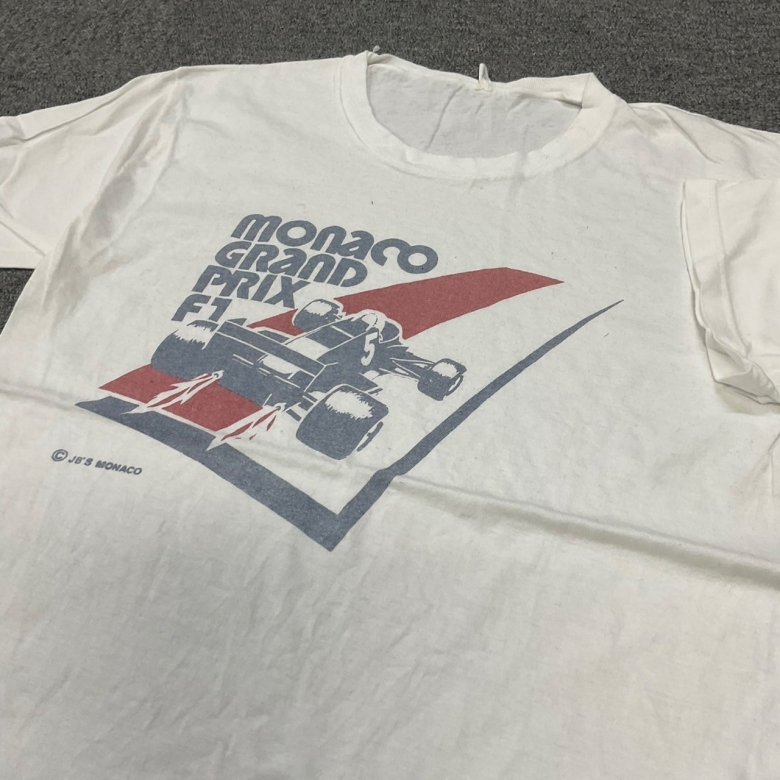 monaco
GRAND
PRIX
F1
5
© JB'S MONACO